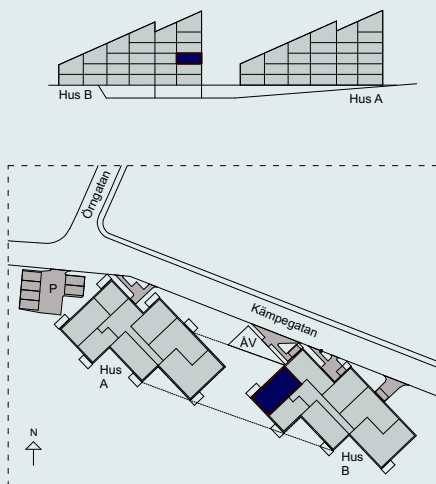 Hus B
Hus A
Örngatan
P
Kämpegatan
ÅV
Hus
A
N
Hus
B